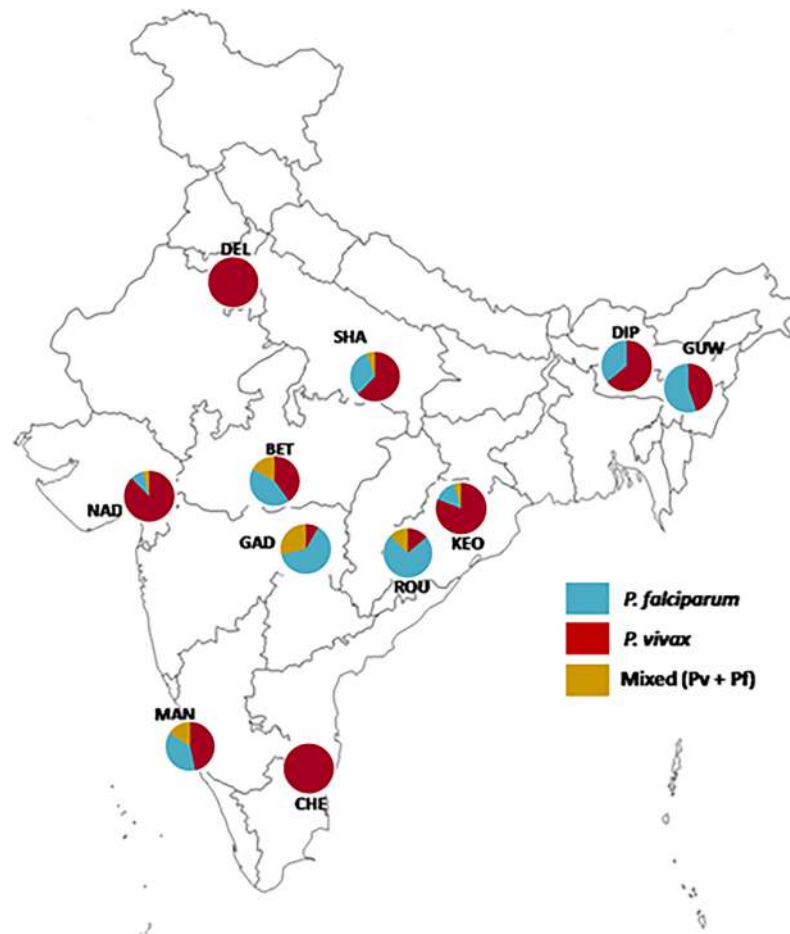 DEL
SHA
DIP
GUW
BET
NAD
GAD
KEO
ROU
P. falciparum
P. vivax
Mixed (Pv + Pf)
MAN
CHE